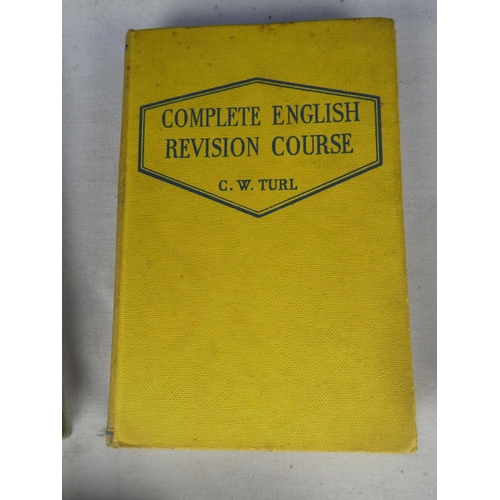 COMPLETE ENGLISH
REVISION COURSE
C. W. TURL